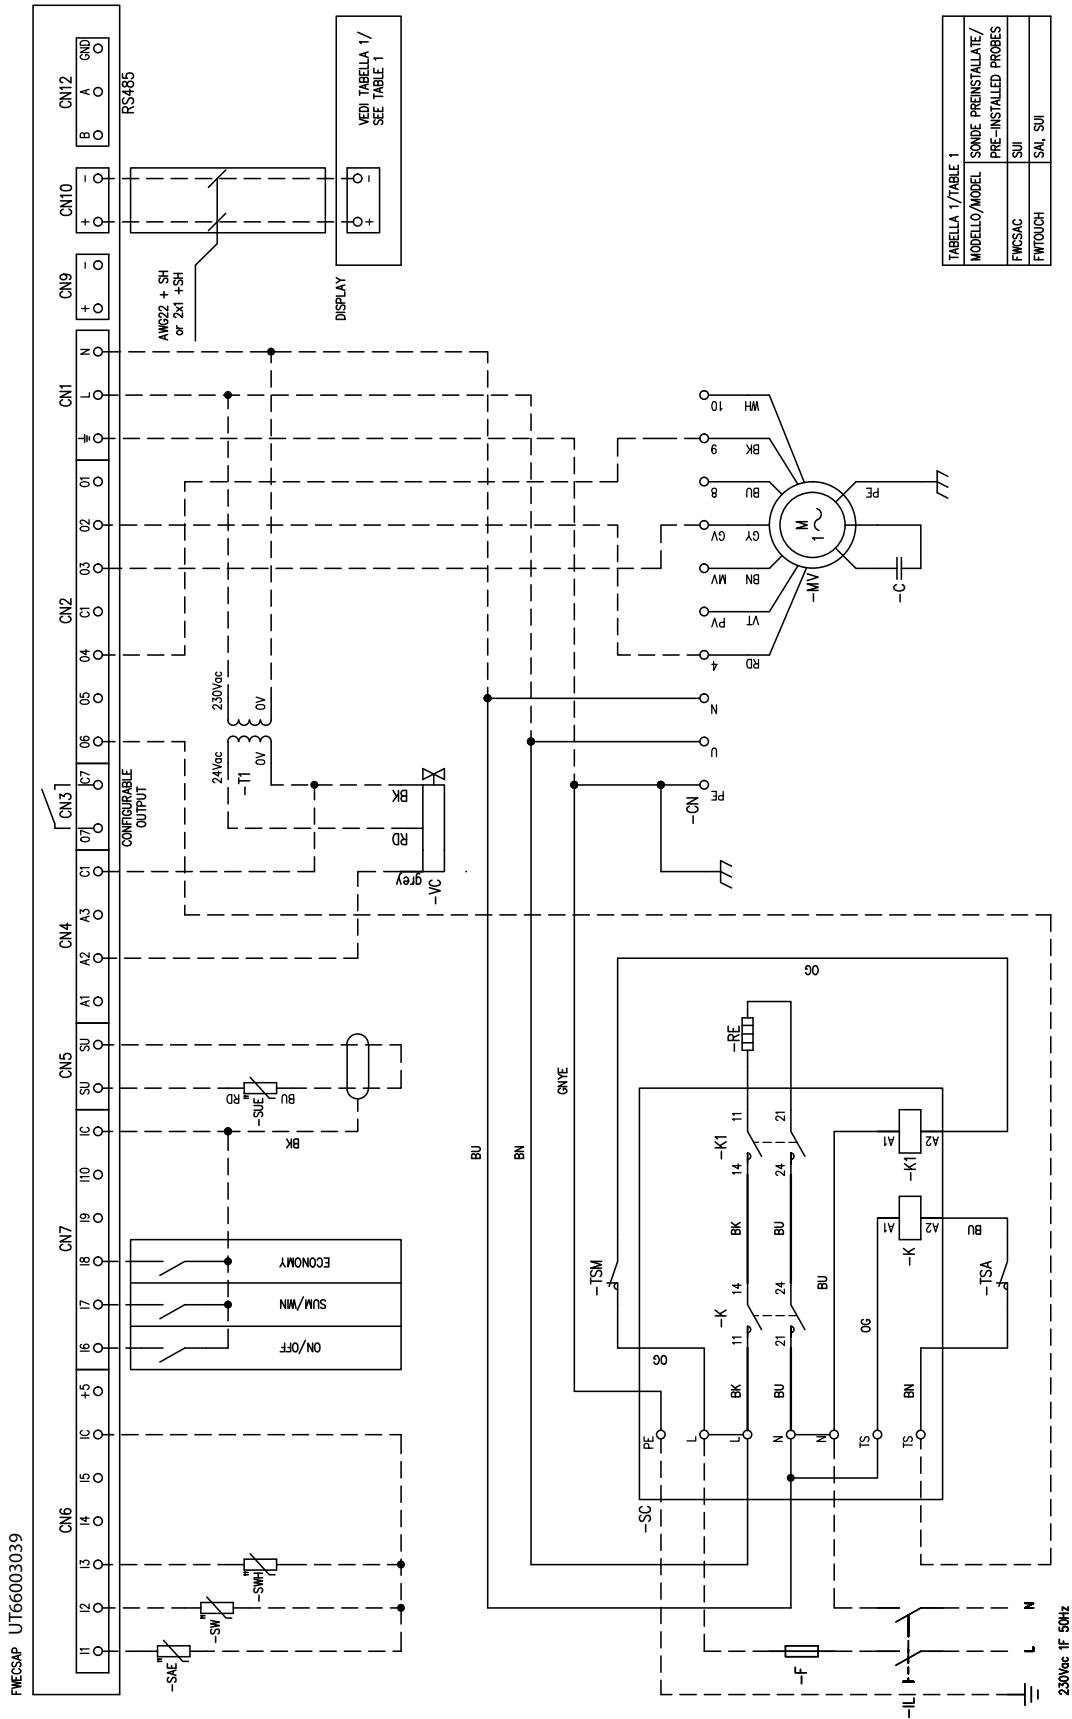 FWECSAP UT66003039
CN6
I1
I2
I3
I4
I5
IC
+5
CN7
I6
I7
I8
I9
I10
IC
CN5
SU
SU
CN4
A1
A2
A3
C1
CN3
O7
C7
CONFIGURABLE
OUTPUT
CN2
O6
O5
O4
C1
O3
O2
O1
CN1
L
N
CN9
+
-
CN10
+
-
CN12
B
A
GND
RS485
-SAE
-SW
-SWH
ON/OFF
SUM/WIN
ECONOMY
BK
RD
BU
-SUE
grey
RD
BK
-VC
24Vac
0V
-T1
230Vac
0V
AWG22 + SH
or 2x1 +SH
DISPLAY
+
-
VEDI TABELLA 1/
SEE TABLE 1
BU
BN
GNYE
-CN
PE
U
N
4
PV
MV
GV
8
9
10
RD
VT
BN
GY
BU
BK
WH
M
1
-MV
-C
PE
-SC
PE
L
L
N
N
TS
TS
OG
BK
BU
BN
OG
BU
-TSM
-K
11
14
21
24
BK
BU
-K1
14
11
24
21
-RE
OG
A1
A2
-K
A1
A2
-K1
BU
-TSA
-F
-IL
L
N
230Vac 1F 50Hz
TABELLA 1/TABLE 1
MODELLO/MODEL
SONDE PREINSTALLATE/
PRE-INSTALLED PROBES
FWCSAC
SUI
FWTOUCH
SAI, SUI